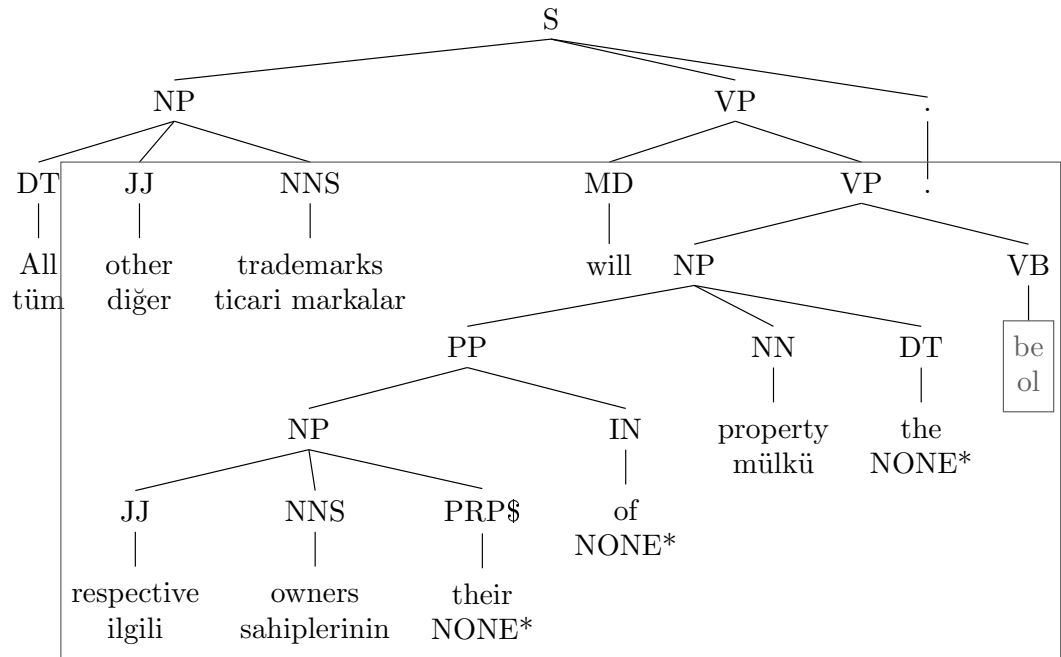 S
NP VP .
DT JJ NNS MD VP .
All other trademarks will NP VB
tüm diğer ticari markalar
PP NN DT be
ol
NP IN property the
mülkü NONE*
JJ NNS PRP$ of
NONE*
respective owners their
ilgili sahiplerinin NONE*